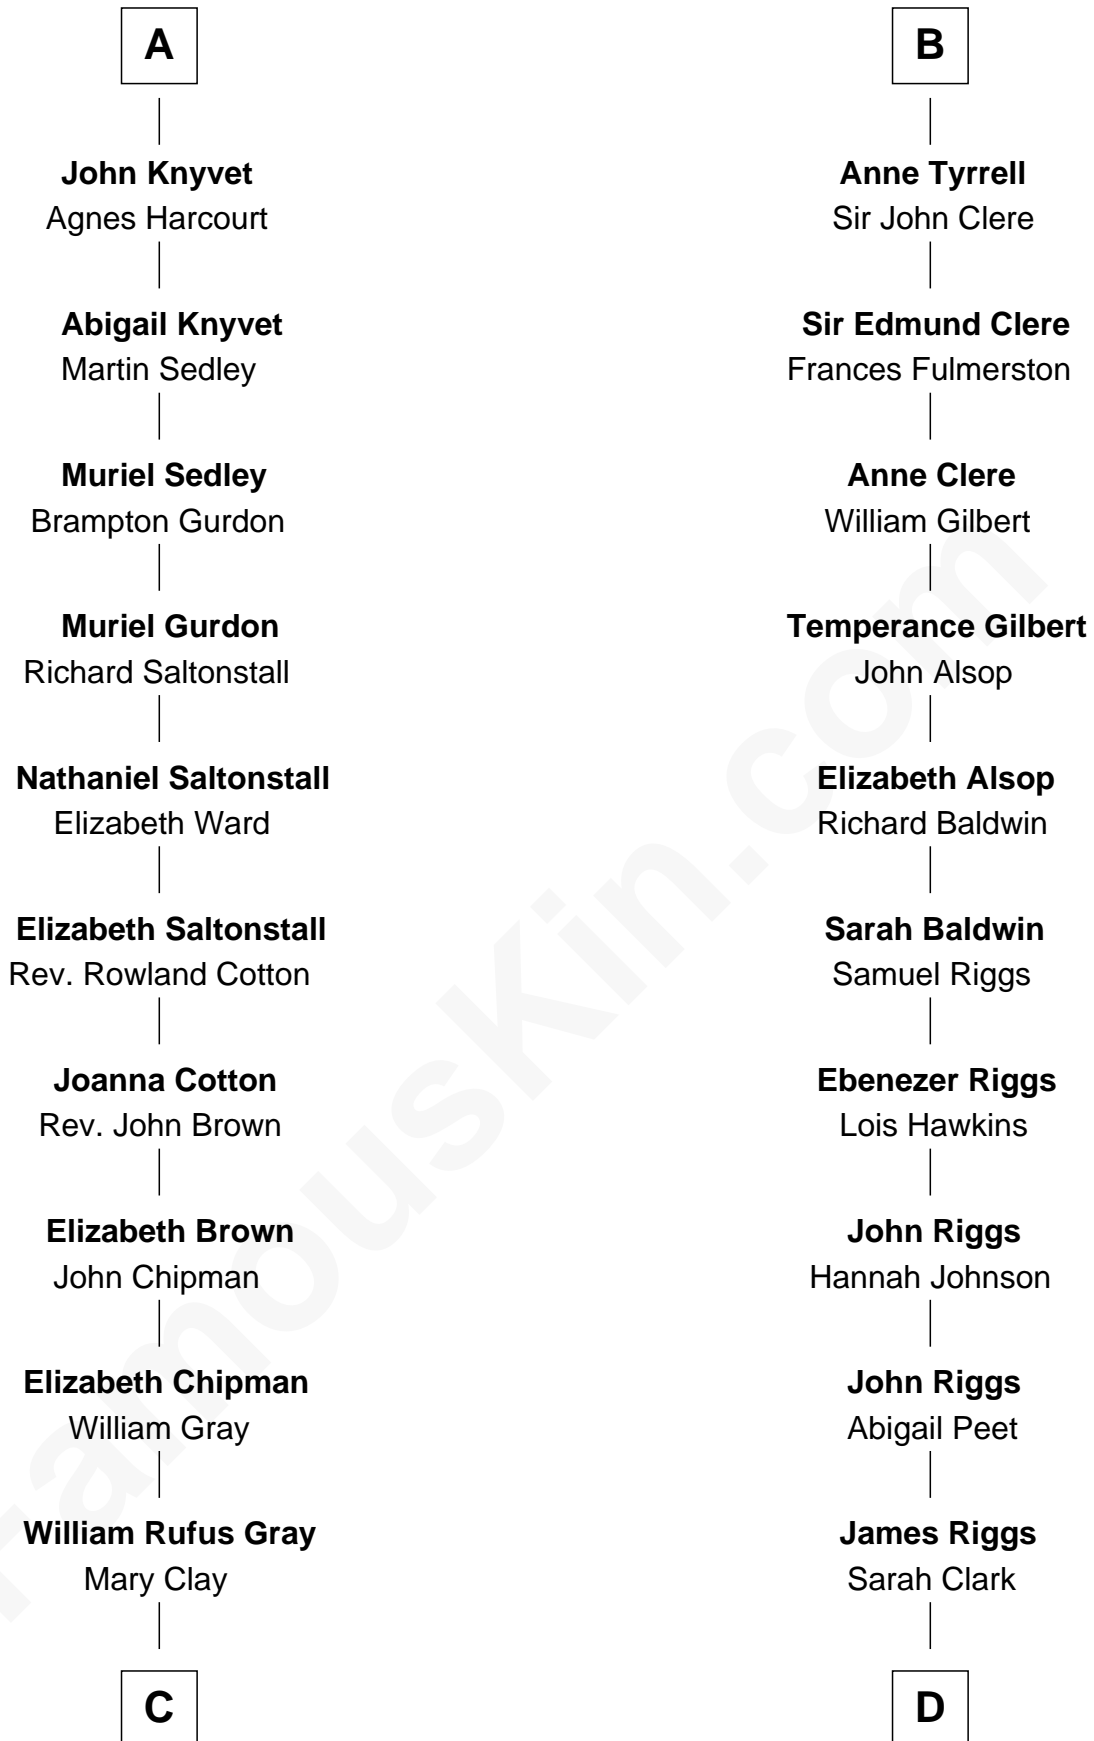 A
John Knyvet
Agnes Harcourt
Abigail Knyvet
Martin Sedley
Muriel Sedley
Brampton Gurdon
Muriel Gurdon
Richard Saltonstall
Nathaniel Saltonstall
Elizabeth Ward
Elizabeth Saltonstall
Rev. Rowland Cotton
Joanna Cotton
Rev. John Brown
Elizabeth Brown
John Chipman
Elizabeth Chipman
William Gray
William Rufus Gray
Mary Clay
C
B
Anne Tyrrell
Sir John Clere
Sir Edmund Clere
Frances Fulmerston
Anne Clere
William Gilbert
Temperance Gilbert
John Alsop
Elizabeth Alsop
Richard Baldwin
Sarah Baldwin
Samuel Riggs
Ebenezer Riggs
Lois Hawkins
John Riggs
Hannah Johnson
John Riggs
Abigail Peet
James Riggs
Sarah Clark
D
FamousKin.com